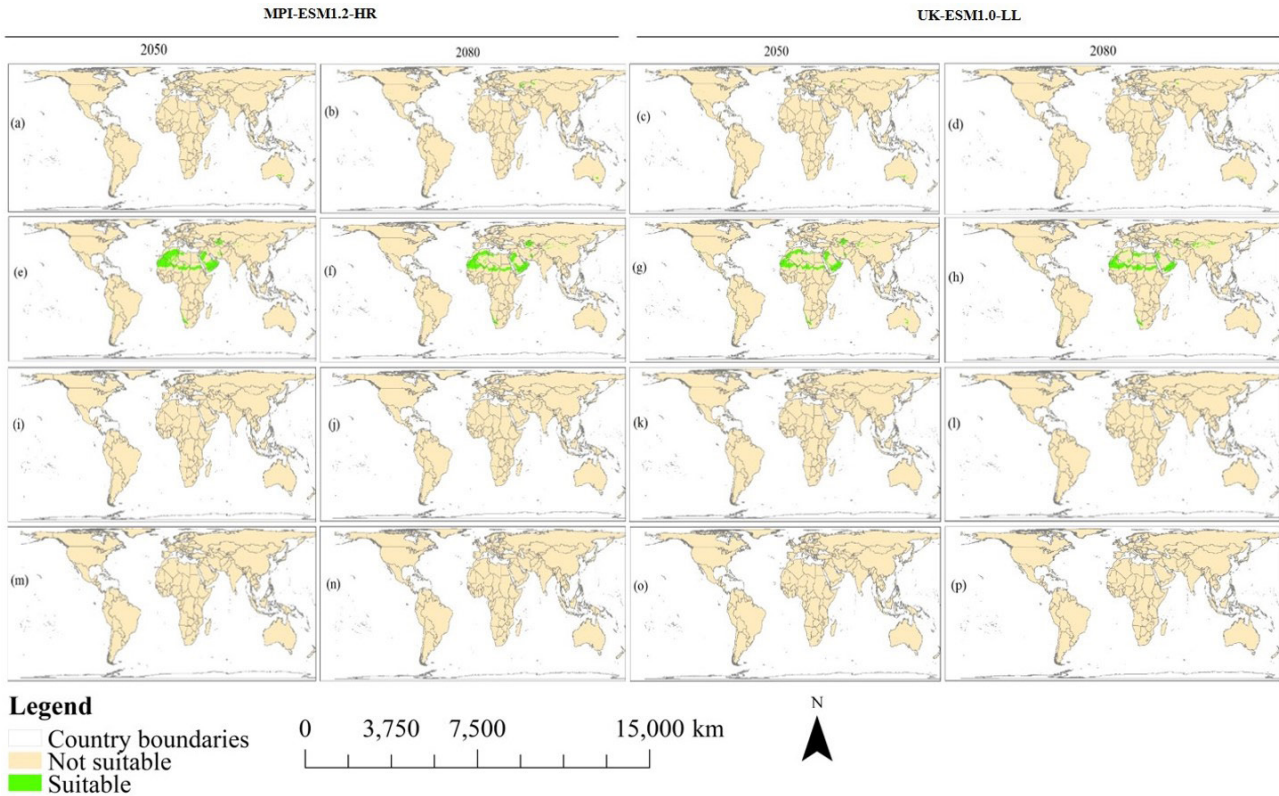 MPI-ESM1.2-HR UK-ESM1.0-LL
2050 2080 2050 2080
(a) (b) (c) (d)
(e) (f) (g) (h)
(i) (j) (k) (l)
(m) (n) (o) (p)
Legend
Country boundaries
Not suitable
Suitable
0 3,750 7,500 15,000 km
N